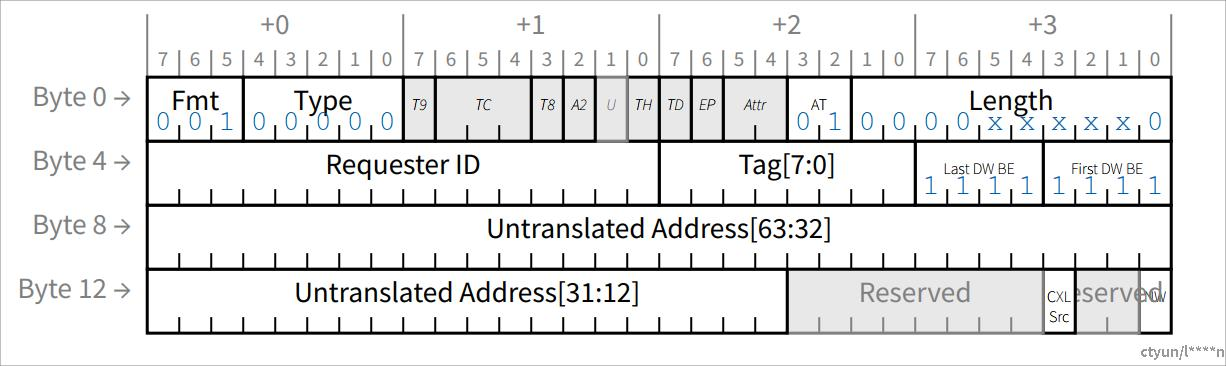 +0 +1 +2 +3
7 6 5 4 3 2 1 0 7 6 5 4 3 2 1 0 7 6 5 4 3 2 1 0 7 6 5 4 3 2 1 0
Byte 0 → Fmt Type T9 TC T8 A2 U TH TD EP Attr AT Length
0 0 1 0 0 0 0 0 0 1 0 0 0 0 x x x x x 0
Byte 4 → Requester ID Tag[7:0] Last DW BE First DW BE
1 1 1 1 1 1 1 1
Byte 8 → Untranslated Address[63:32]
Byte 12 → Untranslated Address[31:12] Reserved CXL Src eserved NW
ctyun/l****n